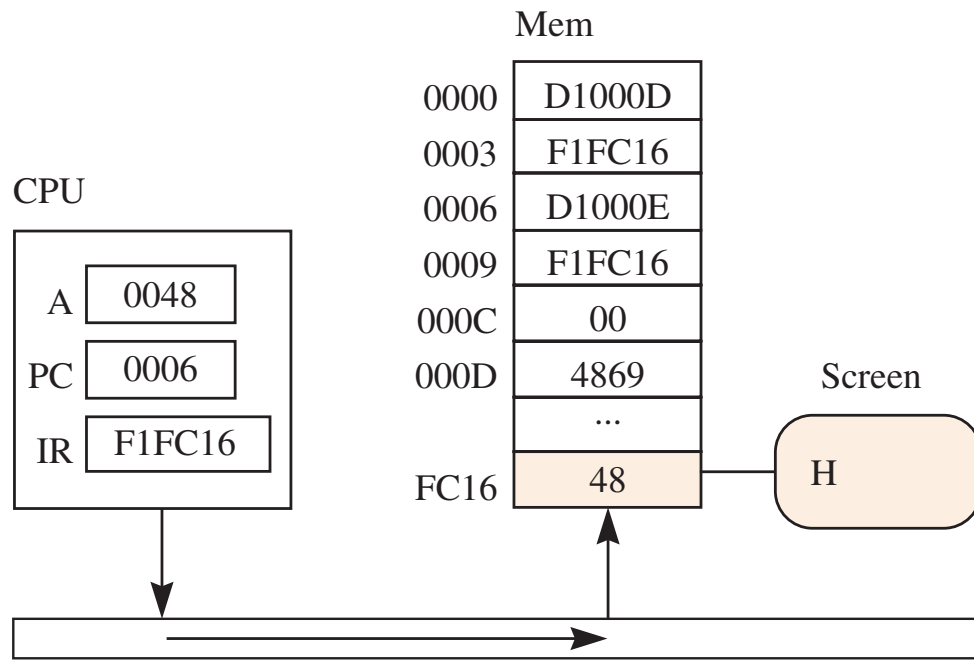 Mem
0000 D1000D
0003 F1FC16
0006 D1000E
0009 F1FC16
000C 00
000D 4869
...
FC16 48
CPU
A 0048
PC 0006
IR F1FC16
Screen
H